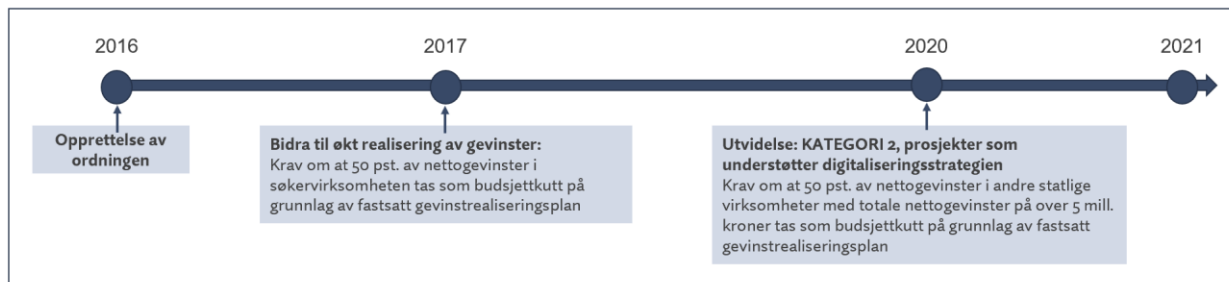 2016
2017
2020
2021
Opprettelse av
ordningen
Bidra til økt realisering av gevinster:
Krav om at 50 pst. av nettogevinster i
søkervirksomheten tas som budsjettkutt på
grunnlag av fastsatt gevinstrealiseringsplan
Utvidelse: KATEGORI 2, prosjekter som
understøtter digitaliseringsstrategien
Krav om at 50 pst. av nettogevinster i andre statlige
virksomheter med totale nettogevinster på over 5 mill.
kroner tas som budsjettkutt på grunnlag av fastsatt
gevinstrealiseringsplan